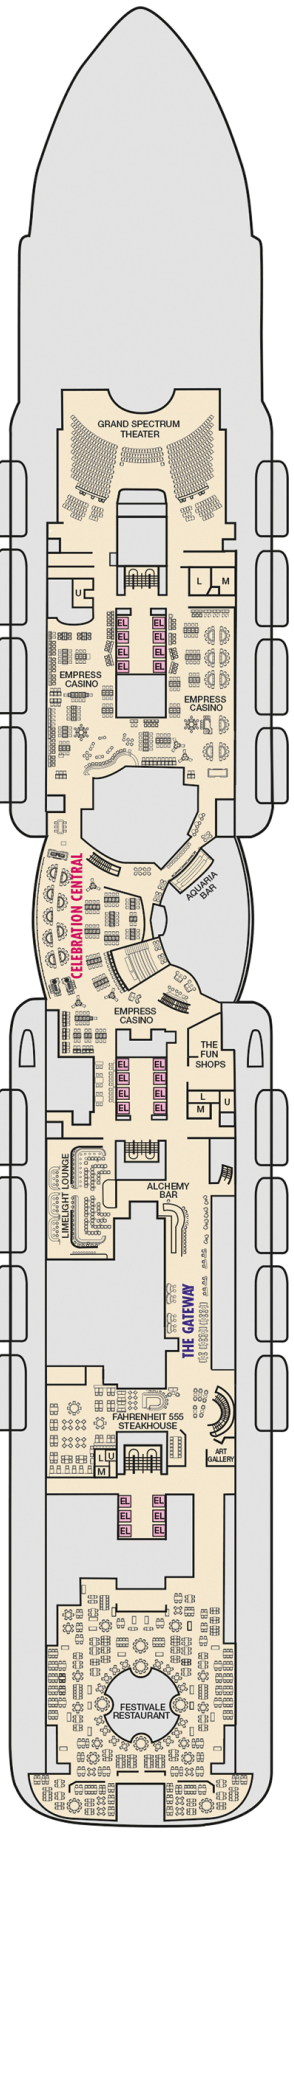 GRAND SPECTRUM
THEATER
L
M
U
EL
EL
EL
EL
EL
EL
EL
EL
EMPRESS
CASINO
EMPRESS
CASINO
CELEBRATION CENTRAL
AQUARIA
BAR
EMPRESS
CASINO
THE
FUN
SHOPS
EL
EL
EL
EL
EL
EL
EL
EL
L
M
U
LIMELIGHT LOUNGE
ALCHEMY
BAR
THE GATEWAY
FAHRENHEIT 555
STEAKHOUSE
ART
GALLERY
L
U
M
EL
EL
EL
EL
EL
EL
FESTIVALE
RESTAURANT